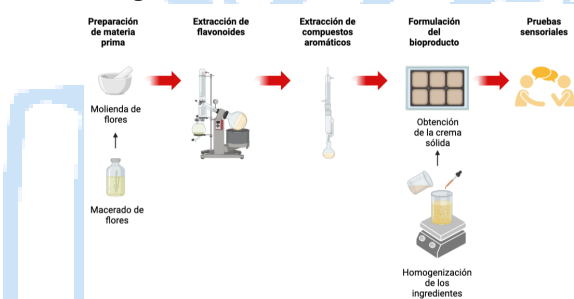 Preparación
de materia
prima
Extracción de
flavonoides
Extracción de
compuestos
aromáticos
Formulación
del
bioproducto
Pruebas
sensoriales
Molienda de
flores
Macerado de
flores
Obtención
de la crema
sólida
Homogenización
de los
ingredientes